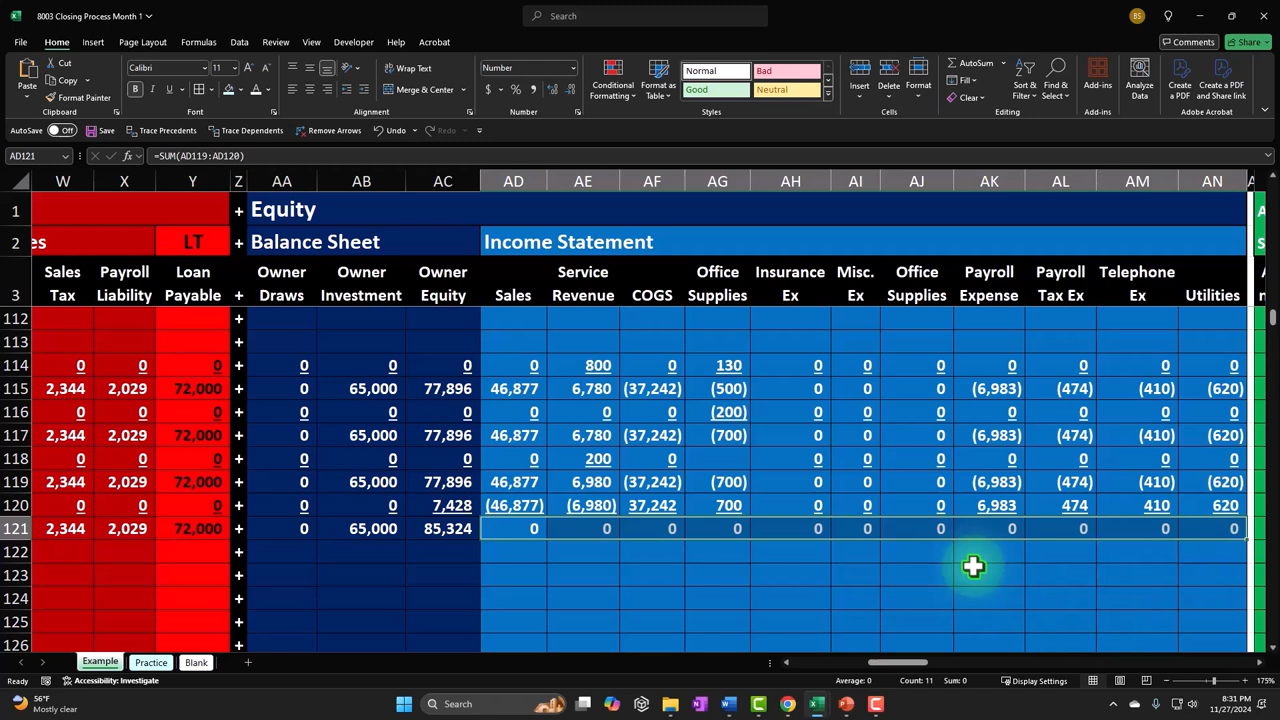 8003 Closing Process Month 1
Search
BS
File Home Insert Page Layout Formulas Data Review View Developer Help Acrobat Comments Share
Paste Cut Copy Format Painter Calibri 11 Wrap Text Merge & Center Number Conditional Formatting Format as Table Normal Bad Good Neutral Insert Delete Format AutoSum Fill Clear Sort & Filter Find & Select Add-ins Analyze Data Create a PDF Create a PDF and Share link
Clipboard Font Alignment Number Styles Cells Editing Add-ins Adobe Acrobat
AutoSave Off Save Trace Precedents Trace Dependents Remove Arrows Undo Redo
AD121 fx =SUM(AD119:AD120)
W X Y Z AA AB AC AD AE AF AG AH AI AJ AK AL AM AN
1 + Equity
2 es LT + Balance Sheet Income Statement
Sales Payroll Loan Owner Owner Owner Service Office Insurance Misc. Office Payroll Payroll Telephone
3 Tax Liability Payable + Draws Investment Equity Sales Revenue COGS Supplies Ex Ex Supplies Expense Tax Ex Ex Utilities
112 +
113 +
114 0 0 0 + 0 0 0 0 800 0 130 0 0 0 0 0 0 0
115 2,344 2,029 72,000 + 0 65,000 77,896 46,877 6,780 (37,242) (500) 0 0 0 (6,983) (474) (410) (620)
116 0 0 0 + 0 0 0 0 0 0 (200) 0 0 0 0 0 0 0
117 2,344 2,029 72,000 + 0 65,000 77,896 46,877 6,780 (37,242) (700) 0 0 0 (6,983) (474) (410) (620)
118 0 0 0 + 0 0 0 0 200 0 0 0 0 0 0 0 0
119 2,344 2,029 72,000 + 0 65,000 77,896 46,877 6,980 (37,242) (700) 0 0 0 (6,983) (474) (410) (620)
120 0 0 0 + 0 0 7,428 (46,877) (6,980) 37,242 700 0 0 0 6,983 474 410 620
121 2,344 2,029 72,000 + 0 65,000 85,324 0 0 0 0 0 0 0 0 0 0 0
122 +
123 +
124 +
125 +
126 +
Example Practice Blank
Ready Accessibility: Investigate Average: 0 Count: 11 Sum: 0 Display Settings 175%
56°F
Mostly clear
Search
8:31 PM
11/27/2024